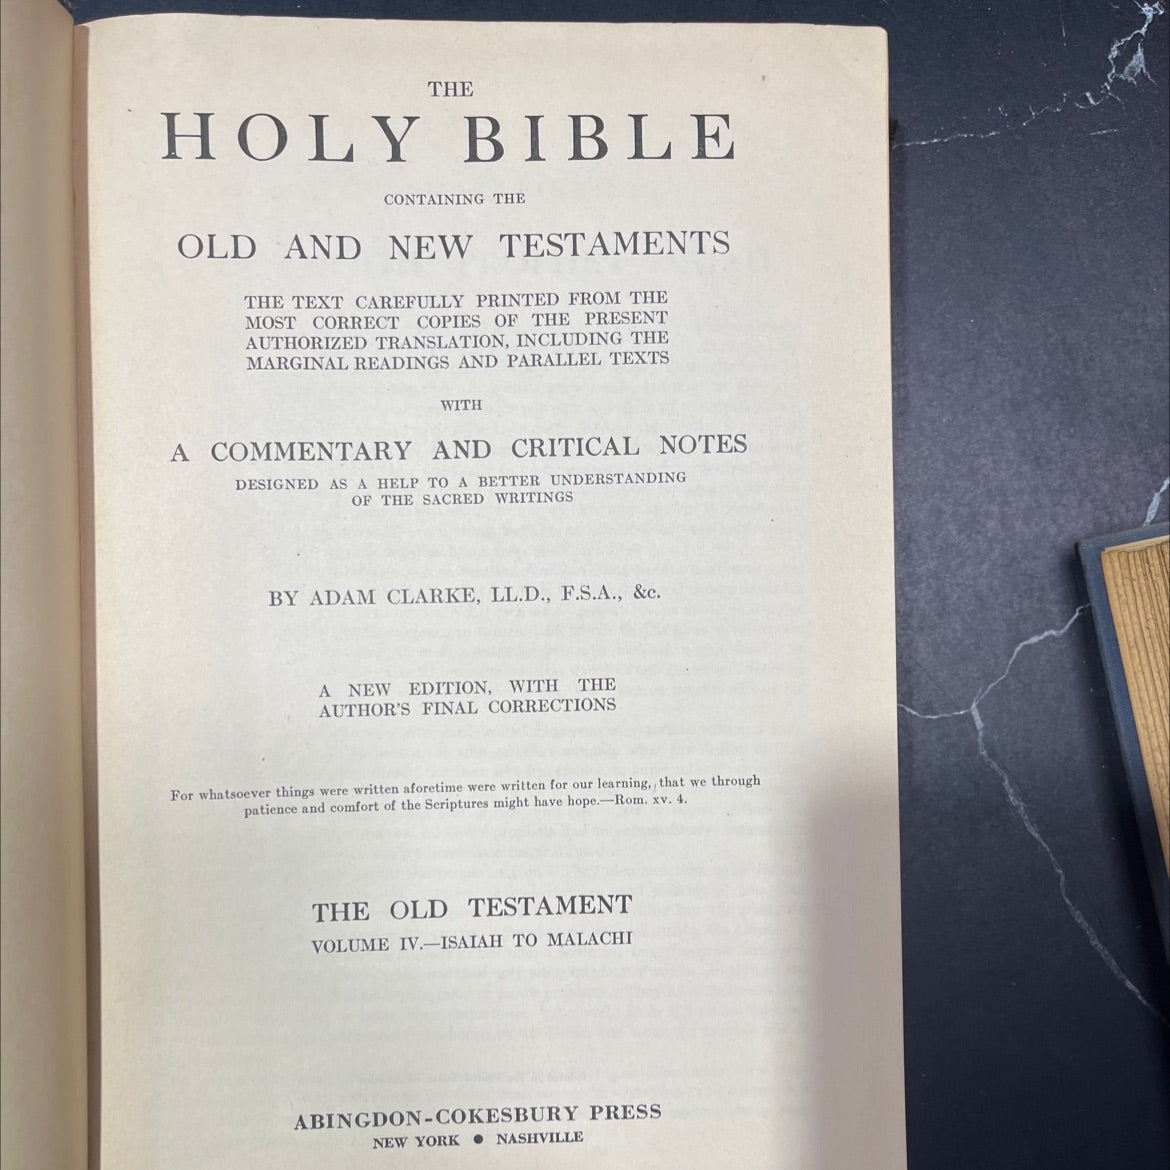 THE
HOLY BIBLE
CONTAINING THE
OLD AND NEW TESTAMENTS
THE TEXT CAREFULLY PRINTED FROM THE
MOST CORRECT COPIES OF THE PRESENT
AUTHORIZED TRANSLATION, INCLUDING THE
MARGINAL READINGS AND PARALLEL TEXTS
WITH
A COMMENTARY AND CRITICAL NOTES
DESIGNED AS A HELP TO A BETTER UNDERSTANDING
OF THE SACRED WRITINGS
BY ADAM CLARKE, LL.D., F.S.A., &c.
A NEW EDITION, WITH THE
AUTHOR'S FINAL CORRECTIONS
For whatsoever things were written aforetime were written for our learning, that we through
patience and comfort of the Scriptures might have hope.—Rom. xv. 4.
THE OLD TESTAMENT
VOLUME IV.—ISAIAH TO MALACHI
ABINGDON-COKESBURY PRESS
NEW YORK ● NASHVILLE